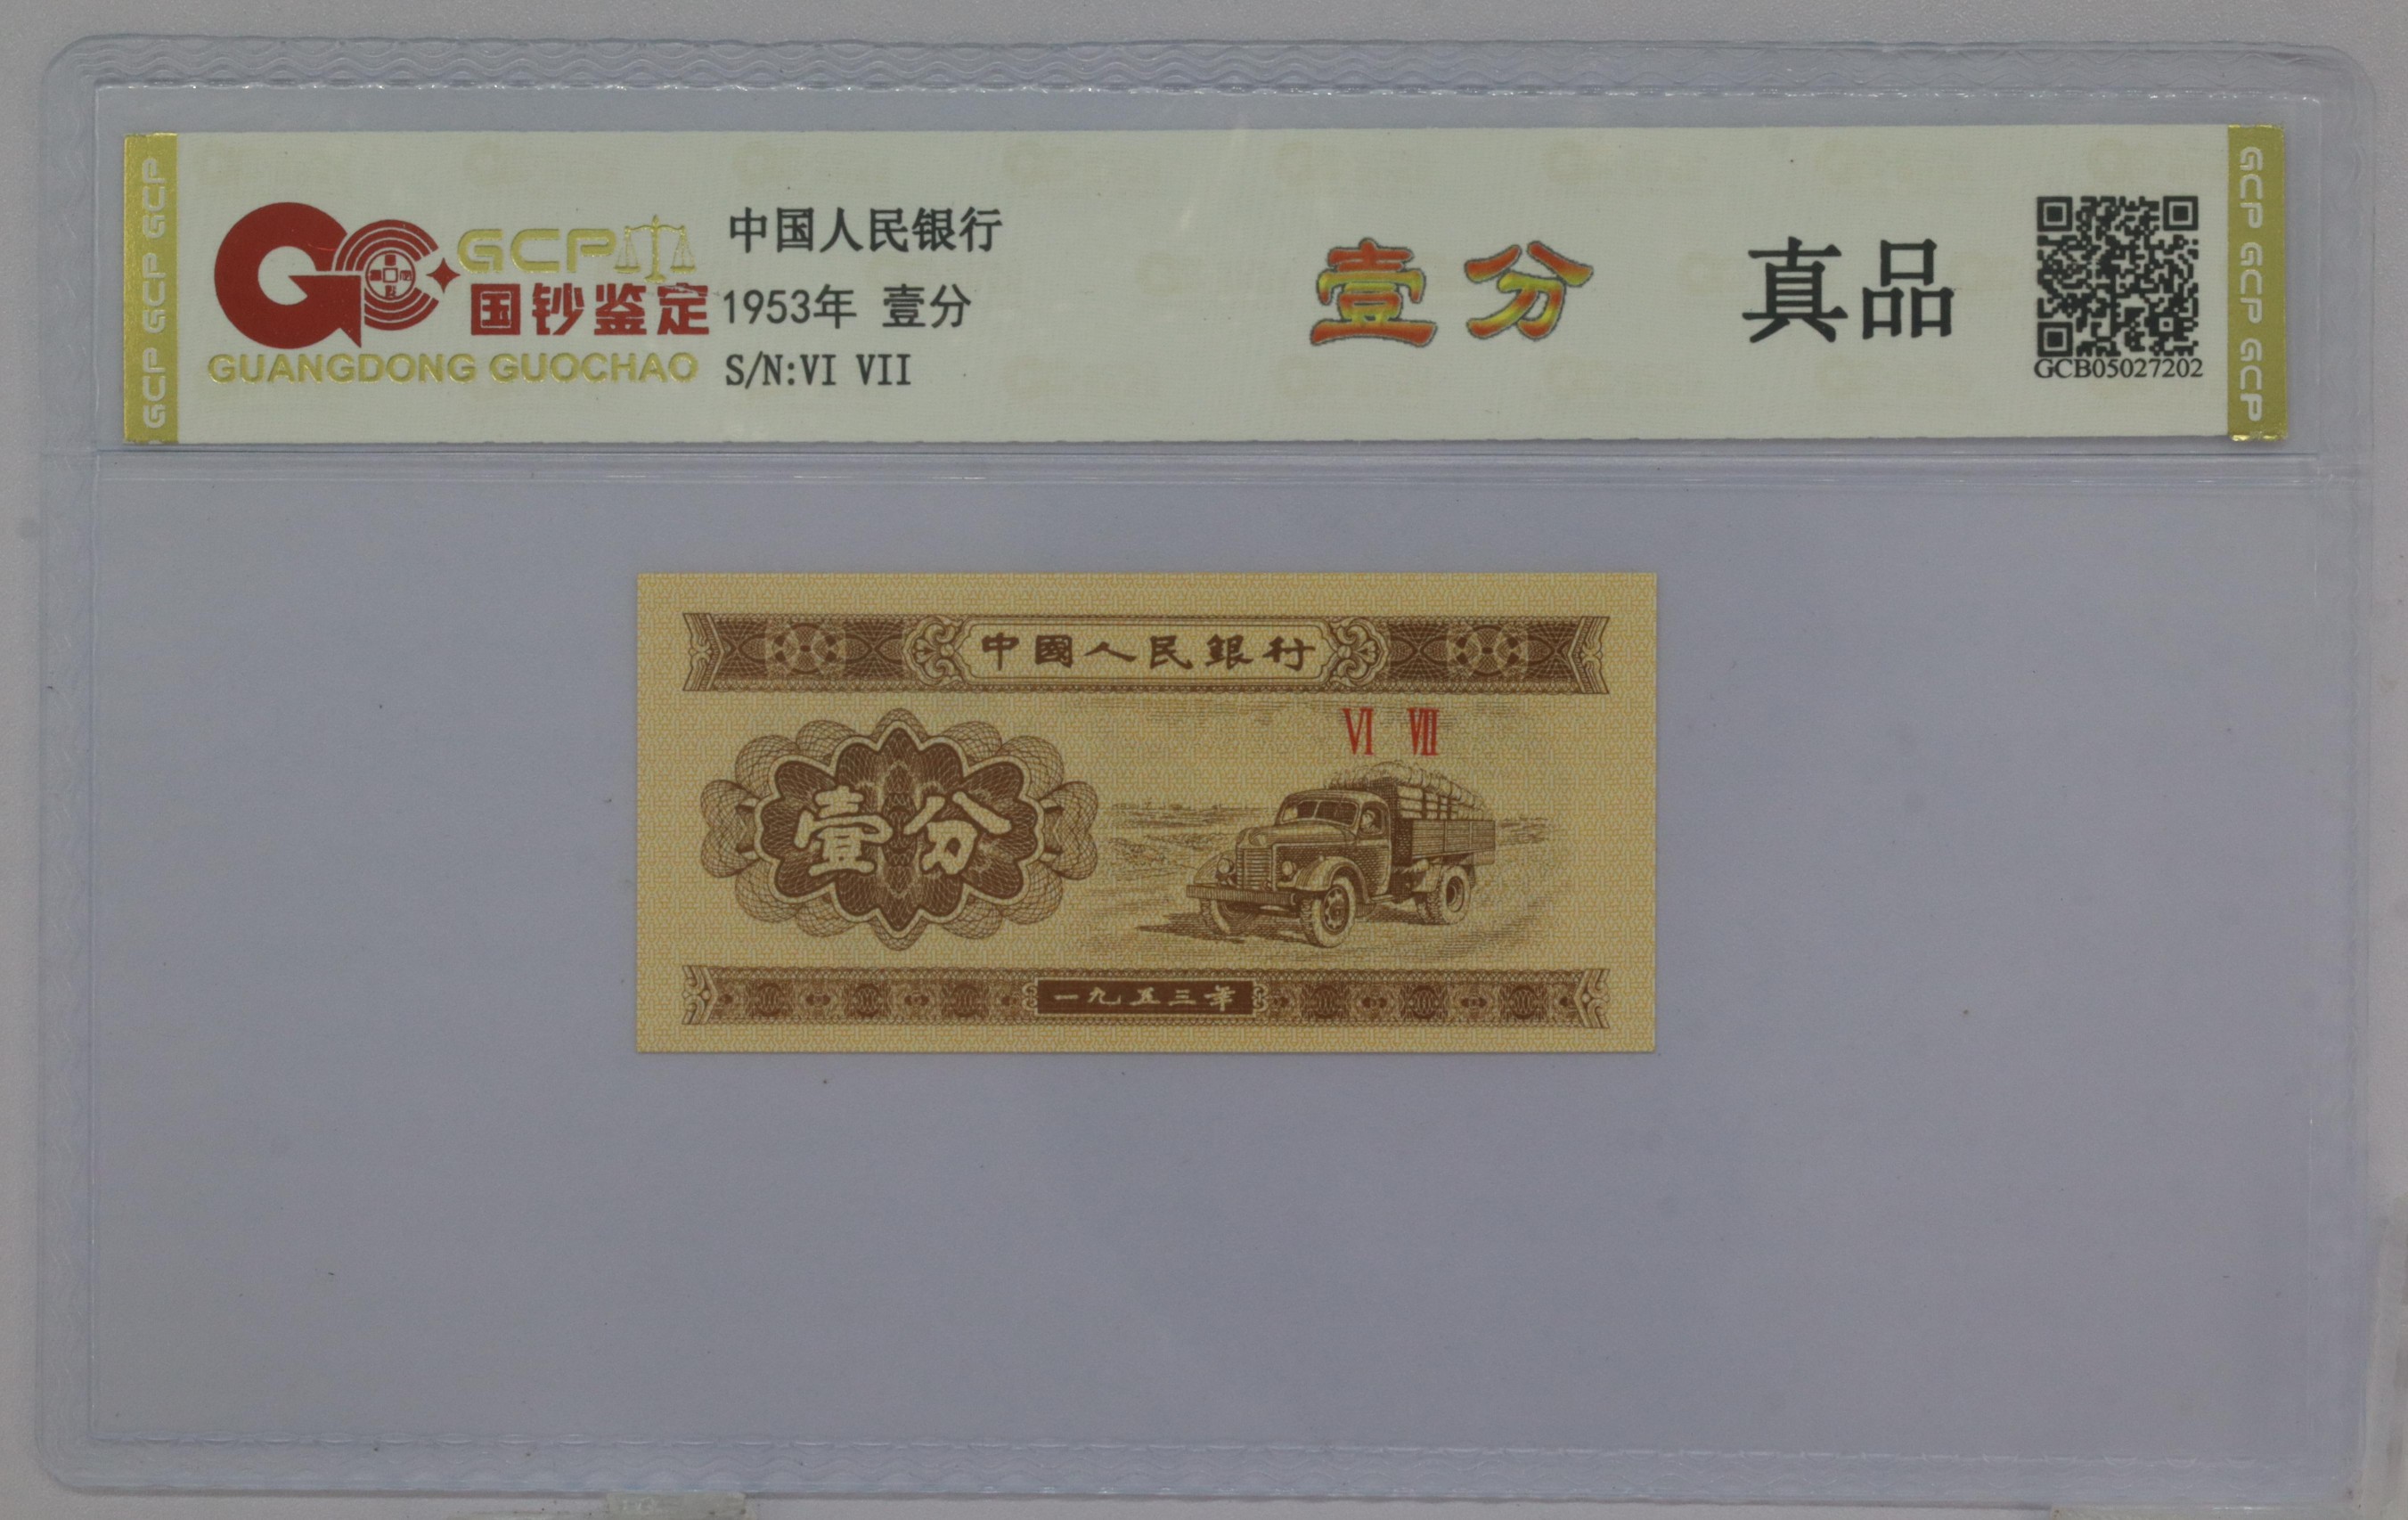 GCP GCP GCP
GCP
国钞鉴定
GUANGDONG GUOCHAO
中国人民银行
1953年 壹分
S/N:VI VII
壹分
真品
GCB05027202
GCP GCP GCP
中國人民銀行
VI VII
壹分
一九五三年